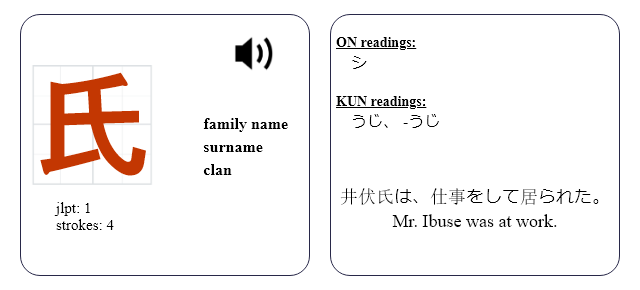 氏
family name
surname
clan
jlpt: 1
strokes: 4
ON readings:
シ
KUN readings:
うじ、 -うじ
井伏氏は、仕事をして居られた。
Mr. Ibuse was at work.